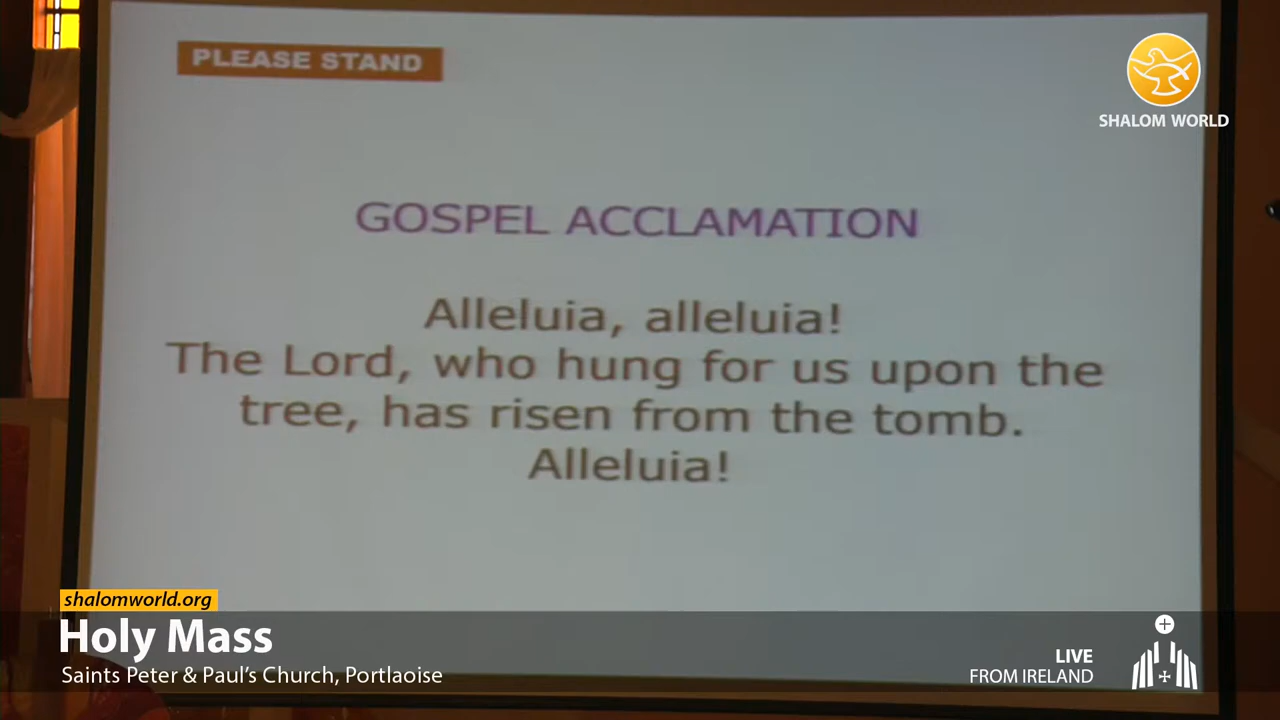 PLEASE STAND
SHALOM WORLD
GOSPEL ACCLAMATION
Alleluia, alleluia!
The Lord, who hung for us upon the
tree, has risen from the tomb.
Alleluia!
shalomworld.org
Holy Mass
Saints Peter & Paul's Church, Portlaoise
LIVE
FROM IRELAND